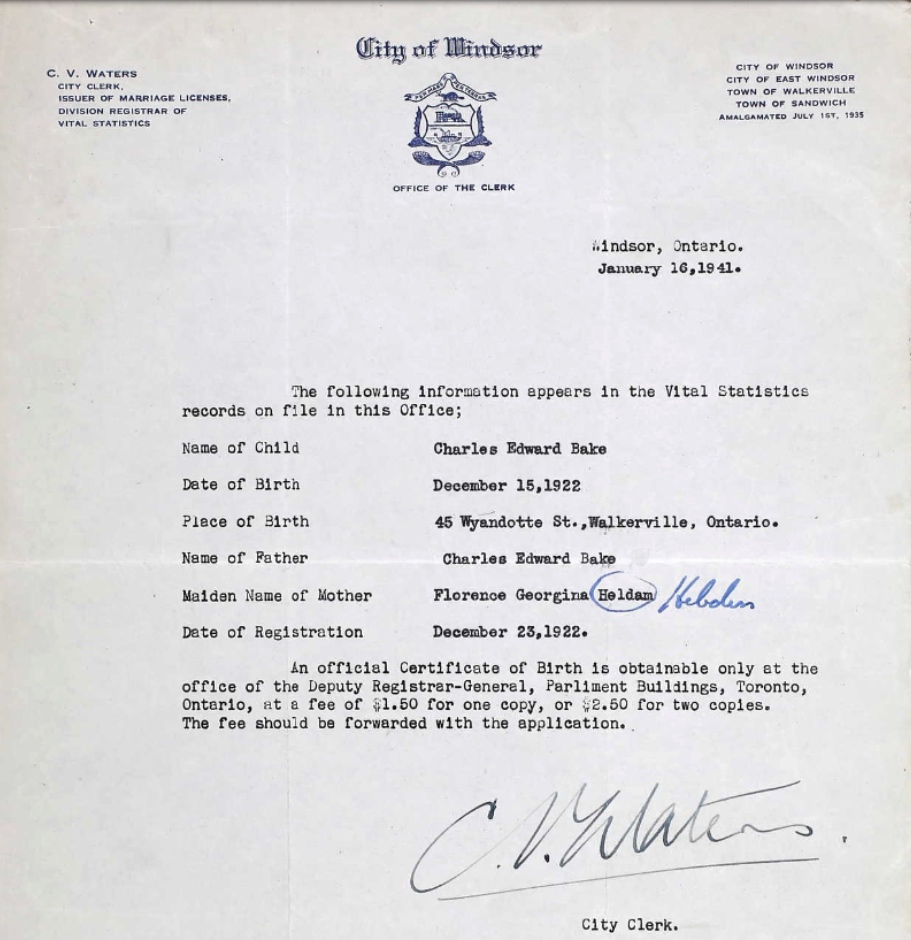 City of Windsor
C. V. WATERS
CITY CLERK,
ISSUER OF MARRIAGE LICENSES,
DIVISION REGISTRAR OF
VITAL STATISTICS
CITY OF WINDSOR
CITY OF EAST WINDSOR
TOWN OF WALKERVILLE
TOWN OF SANDWICH
AMALGAMATED JULY 1ST, 1935
OFFICE OF THE CLERK
Windsor, Ontario.
January 16,1941.
The following information appears in the Vital Statistics
records on file in this Office;
Name of Child Charles Edward Bake
Date of Birth December 15,1922
Place of Birth 45 Wyandotte St.,Walkerville, Ontario.
Name of Father Charles Edward Bake
Maiden Name of Mother Florence Georgina Heldam Hebden
Date of Registration December 23,1922.
An official Certificate of Birth is obtainable only at the
office of the Deputy Registrar-General, Parliment Buildings, Toronto,
Ontario, at a fee of $1.50 for one copy, or $2.50 for two copies.
The fee should be forwarded with the application.
C. V. Waters.
City Clerk.